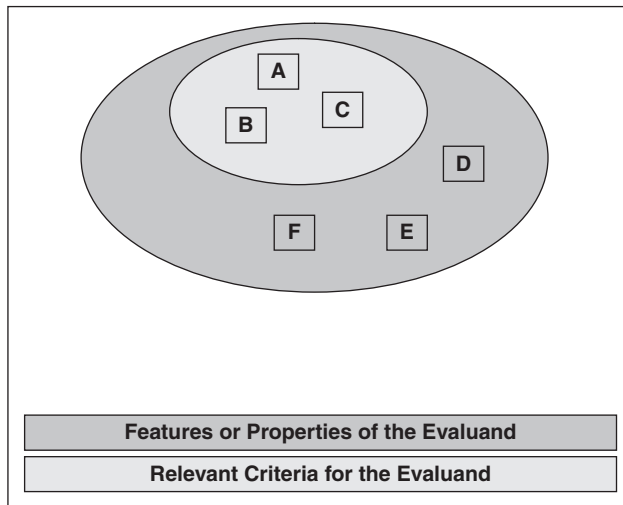 A
B
C
D
F
E
Features or Properties of the Evaluand
Relevant Criteria for the Evaluand